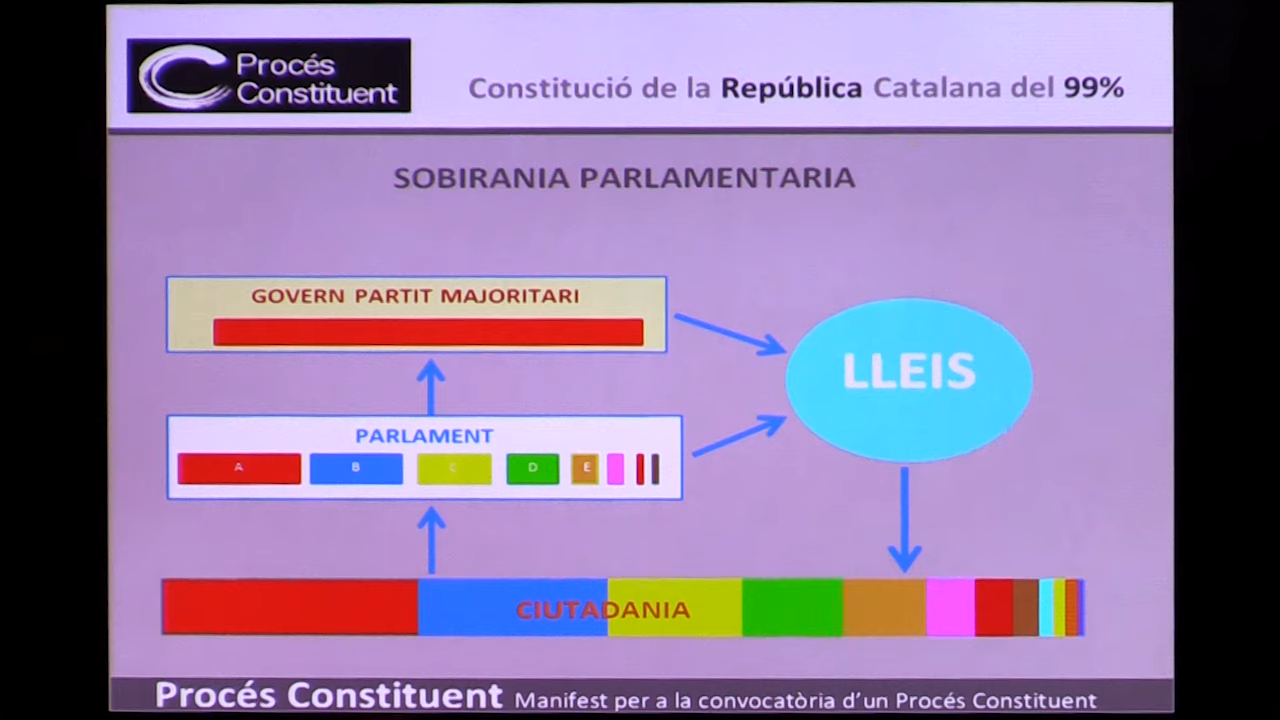 Procés
Constituent
Constitució de la República Catalana del 99%
SOBIRANIA PARLAMENTARIA
GOVERN PARTIT MAJORITARI
PARLAMENT
A B C D E
LLEIS
CIUTADANIA
Procés Constituent Manifest per a la convocatòria d'un Procés Constituent